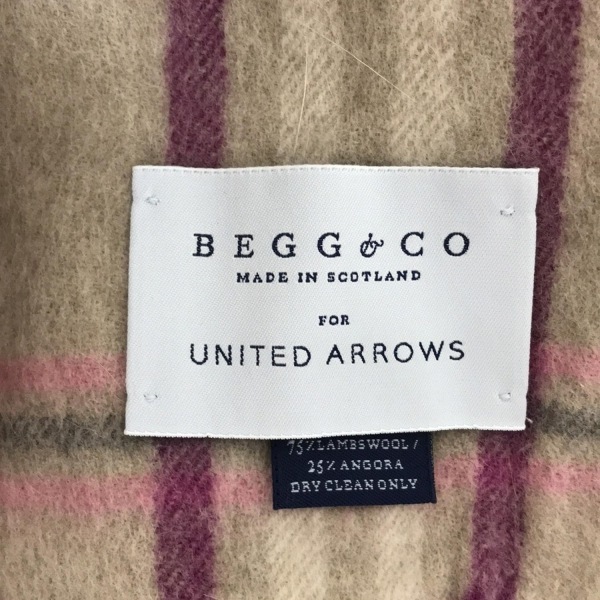 BEGG & CO
MADE IN SCOTLAND
FOR
UNITED ARROWS
75% LAMBSWOOL /
25% ANGORA
DRY CLEAN ONLY